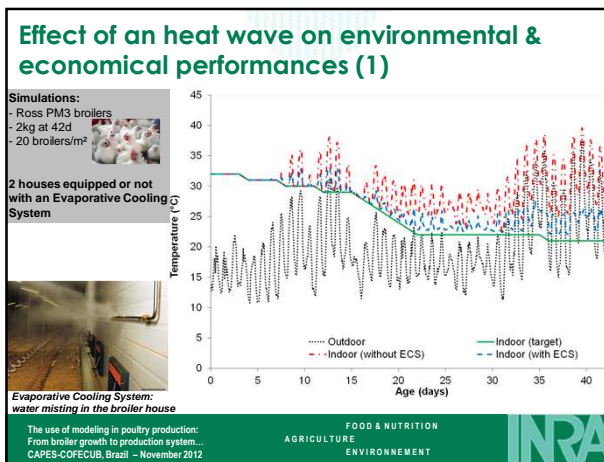 Effect of an heat wave on environmental &
economical performances (1)
Simulations:
- Ross PM3 broilers
- 2kg at 42d
- 20 broilers/m²
2 houses equipped or not
with an Evaporative Cooling
System
Evaporative Cooling System:
water misting in the broiler house
Temperature (°C)
45
40
35
30
25
20
15
10
5
0
Outdoor
Indoor (target)
Indoor (without ECS)
Indoor (with ECS)
0 5 10 15 20 25 30 35 40
Age (days)
The use of modeling in poultry production:
From broiler growth to production system…
CAPES-COFECUB, Brazil – November 2012
FOOD & NUTRITION
AGRICULTURE
ENVIRONNEMENT
INRA